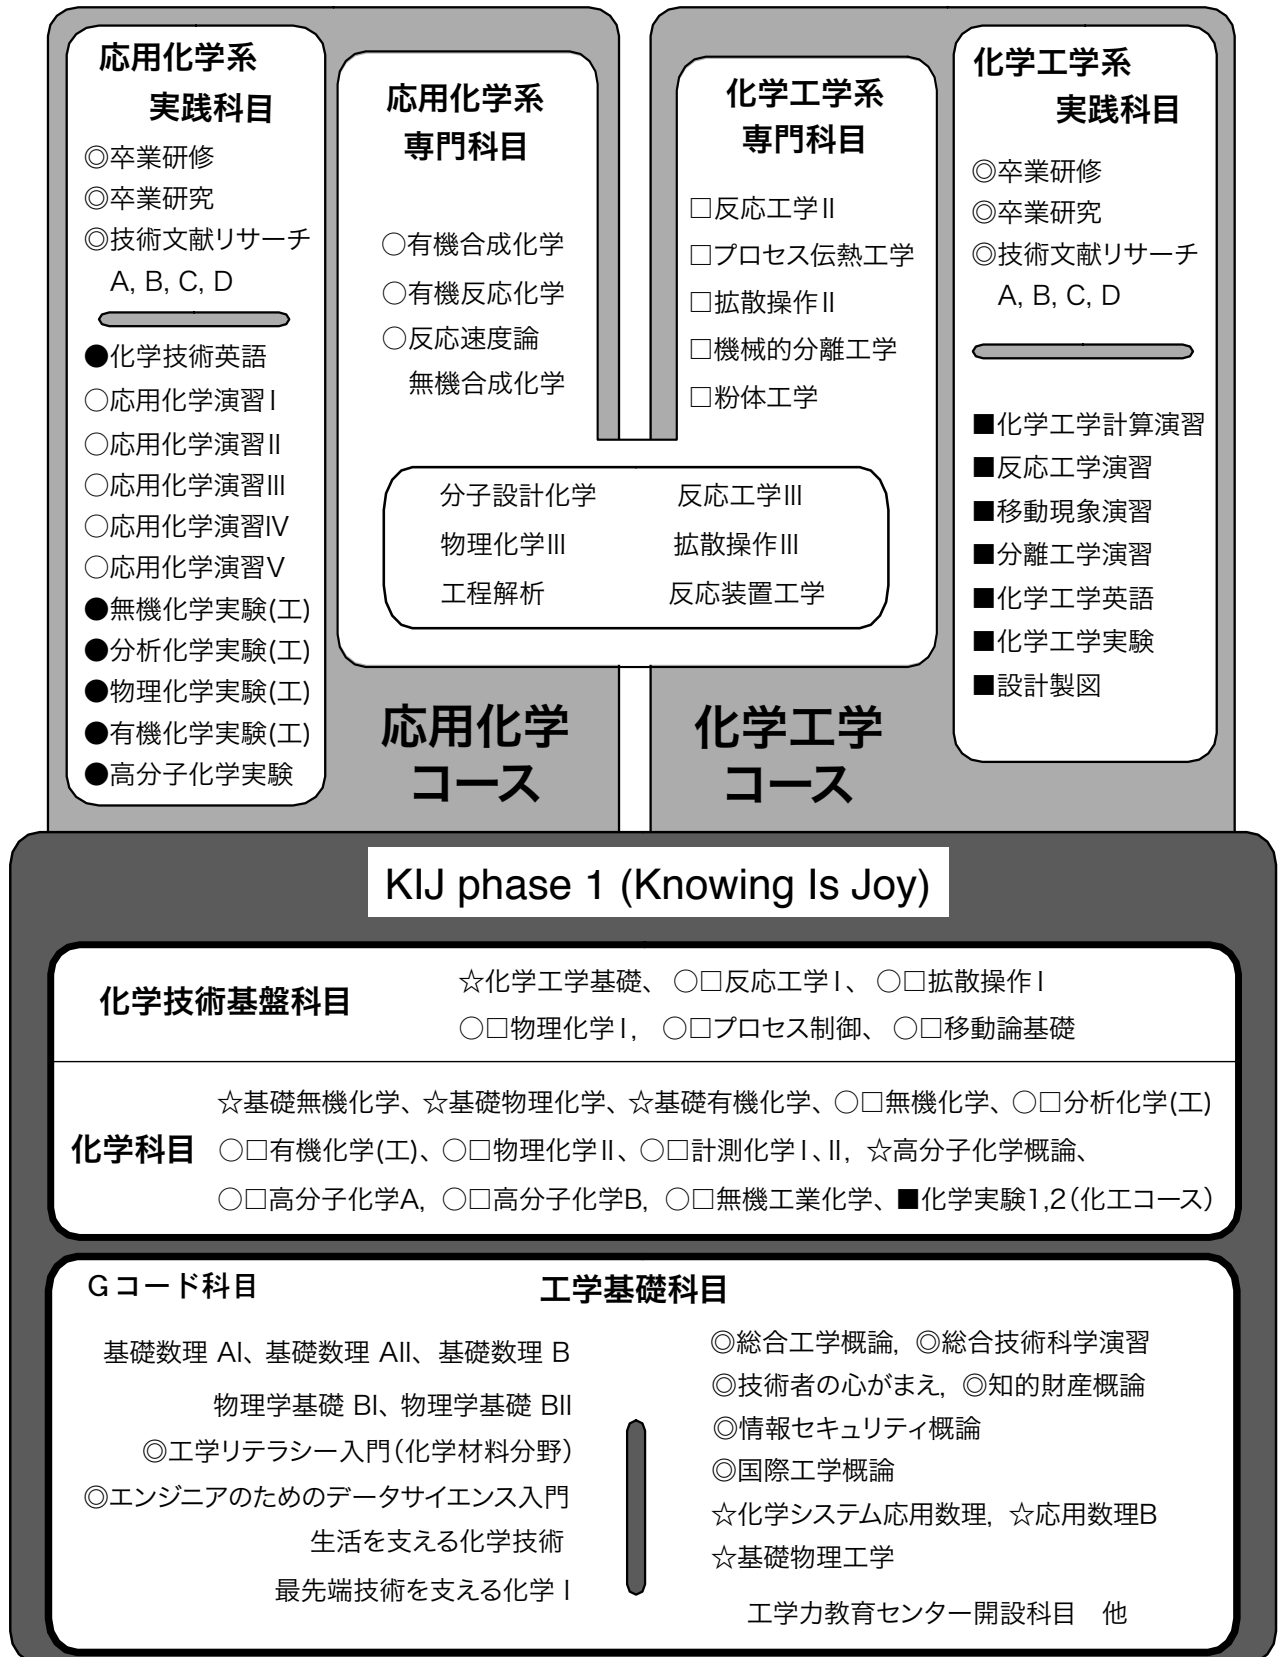 応用化学系
実践科目
◎卒業研修
◎卒業研究
◎技術文献リサーチ
A, B, C, D
●化学技術英語
○応用化学演習Ⅰ
○応用化学演習Ⅱ
○応用化学演習Ⅲ
○応用化学演習Ⅳ
○応用化学演習Ⅴ
●無機化学実験(工)
●分析化学実験(工)
●物理化学実験(工)
●有機化学実験(工)
●高分子化学実験
応用化学系
専門科目
○有機合成化学
○有機反応化学
○反応速度論
無機合成化学
化学工学系
専門科目
□反応工学Ⅱ
□プロセス伝熱工学
□拡散操作Ⅱ
□機械的分離工学
□粉体工学
分子設計化学 反応工学Ⅲ
物理化学Ⅲ 拡散操作Ⅲ
工程解析 反応装置工学
化学工学系
実践科目
◎卒業研修
◎卒業研究
◎技術文献リサーチ
A, B, C, D
■化学工学計算演習
■反応工学演習
■移動現象演習
■分離工学演習
■化学工学英語
■化学工学実験
■設計製図
応用化学
コース
化学工学
コース
KIJ phase 1 (Knowing Is Joy)
化学技術基盤科目
☆化学工学基礎、○□反応工学Ⅰ、○□拡散操作Ⅰ
○□物理化学Ⅰ, ○□プロセス制御、○□移動論基礎
化学科目
☆基礎無機化学、☆基礎物理化学、☆基礎有機化学、○□無機化学、○□分析化学(工)
○□有機化学(工)、○□物理化学Ⅱ、○□計測化学Ⅰ、Ⅱ, ☆高分子化学概論、
○□高分子化学A, ○□高分子化学B, ○□無機工業化学、■化学実験1,2(化工コース)
Gコード科目
工学基礎科目
基礎数理 AI、基礎数理 AII、基礎数理 B
物理学基礎 BI、物理学基礎 BII
◎工学リテラシー入門(化学材料分野)
◎エンジニアのためのデータサイエンス入門
生活を支える化学技術
最先端技術を支える化学Ⅰ
◎総合工学概論, ◎総合技術科学演習
◎技術者の心がまえ, ◎知的財産概論
◎情報セキュリティ概論
◎国際工学概論
☆化学システム応用数理, ☆応用数理B
☆基礎物理工学
工学力教育センター開設科目 他